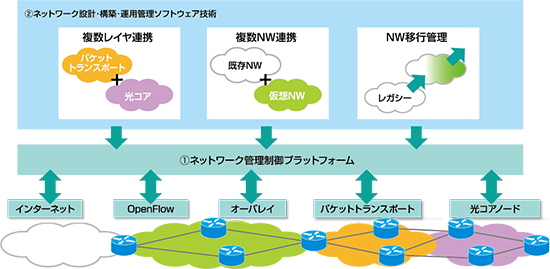 ②ネットワーク設計・構築・運用管理ソフトウェア技術
複数レイヤ連携
パケット
トランスポート
+
光コア
複数NW連携
既存NW
+
仮想NW
NW移行管理
レガシー
①ネットワーク管理制御プラットフォーム
インターネット
OpenFlow
オーバレイ
パケットトランスポート
光コアノード